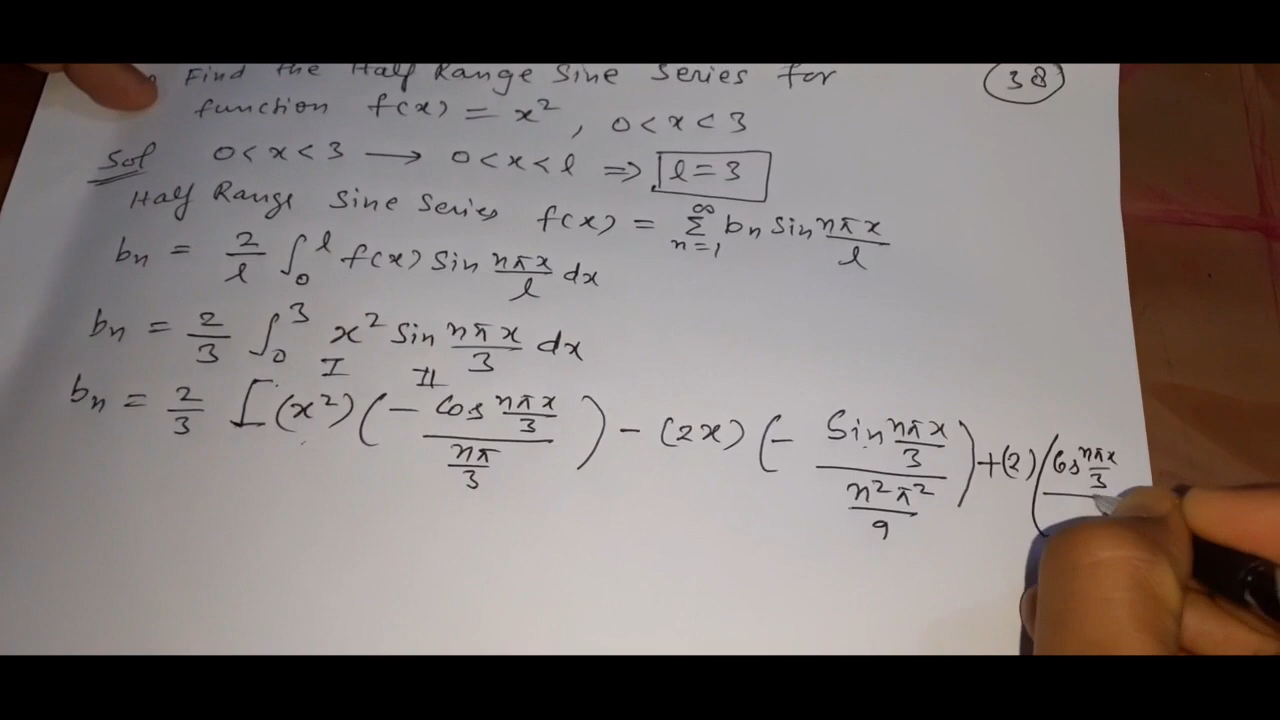 Find the Half Range Sine Series for
(38)
function f(x) = x², 0 < x < 3
Sol 0 < x < 3 → 0 < x < l ⇒ l = 3
Half Range Sine Series f(x) = ∑_{n=1}^{∞} bn Sin nπx/l
bn = 2/l ∫_0^l f(x) Sin nπx/l dx
bn = 2/3 ∫_0^3 x² Sin nπx/3 dx
I II
bn = 2/3 [(x²)(- Cos nπx/3 / nπ/3) - (2x)(- Sin nπx/3 / n²π²/9) + (2)(Cos nπx/3